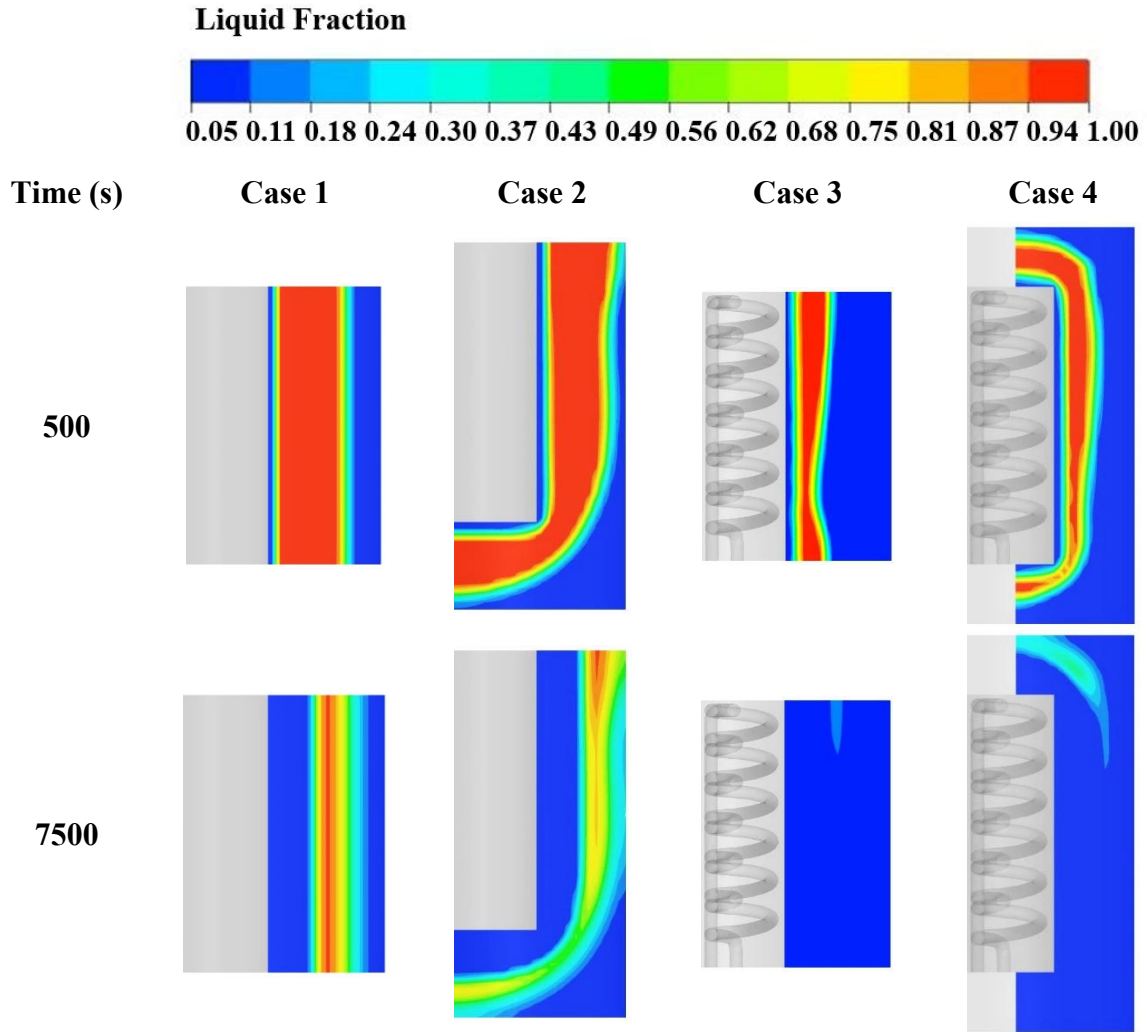 Liquid Fraction
0.05 0.11 0.18 0.24 0.30 0.37 0.43 0.49 0.56 0.62 0.68 0.75 0.81 0.87 0.94 1.00
Time (s) Case 1 Case 2 Case 3 Case 4
500
7500